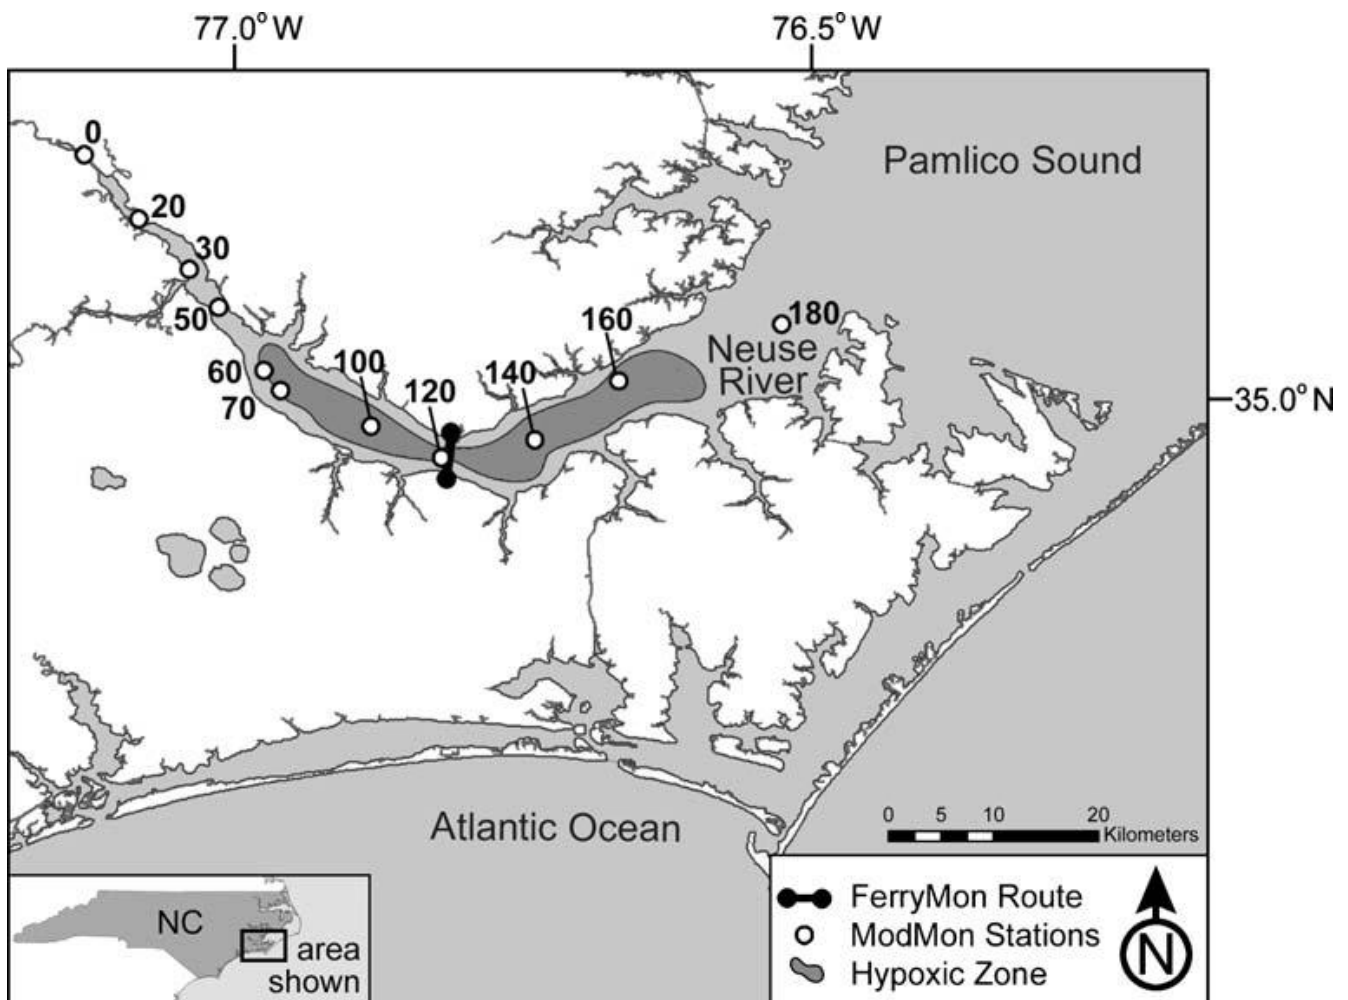 77.0°W
76.5°W
Pamlico Sound
0
20
30
50
60
70
100
120
140
160
180
Neuse
River
35.0°N
Atlantic Ocean
0 5 10 20
Kilometers
FerryMon Route
ModMon Stations
Hypoxic Zone
N
NC
area
shown